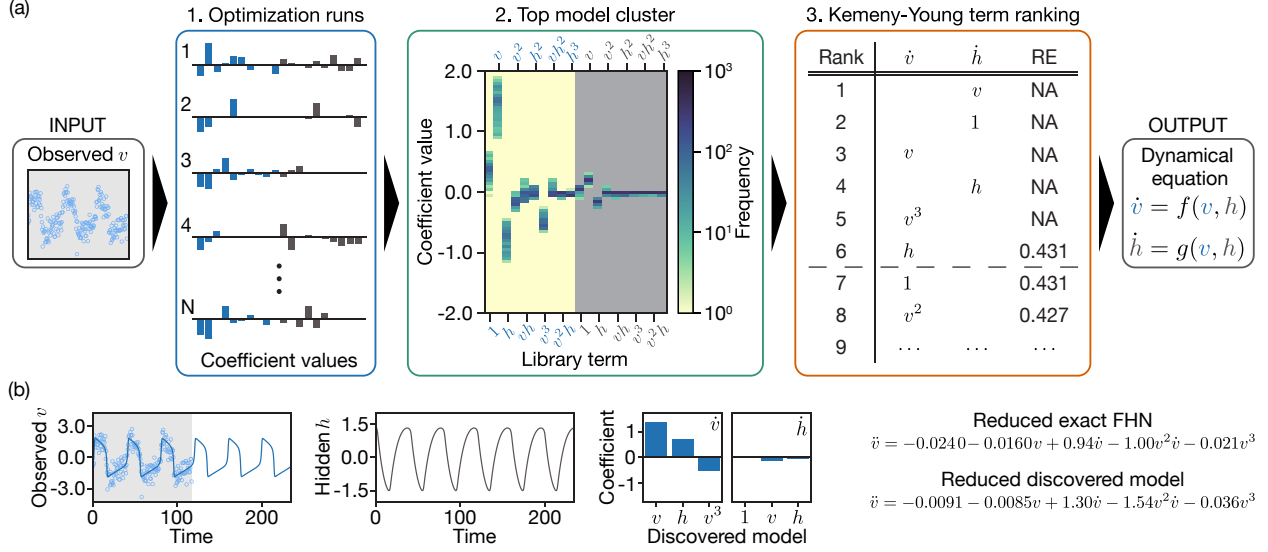 (a)
1. Optimization runs
2. Top model cluster
3. Kemeny-Young term ranking
INPUT
Observed v
1
2
3
4
N
Coefficient values
v v² h² vh² h³ v v² h² vh² h³
2.0
1.0
0.0
-1.0
-2.0
Coefficient value
1 h vh v³ v²h 1 h vh v³ v²h
Library term
10³
10²
10¹
10⁰
Frequency
Rank v̇ ḣ RE
1 v NA
2 1 NA
3 v NA
4 h NA
5 v³ NA
6 h 0.431
7 1 0.431
8 v² 0.427
9 ... ... ...
OUTPUT
Dynamical
equation
v̇ = f(v, h)
ḣ = g(v, h)
(b)
Observed v
3.0
0.0
-3.0
0 100 200
Time
Hidden h
1.5
0.0
-1.5
0 100 200
Time
Coefficient
1
0
-1
v̇
ḣ
v h v³ 1 v h
Discovered model
Reduced exact FHN
v̈ = −0.0240 − 0.0160v + 0.94v̇ − 1.00v²v̇ − 0.021v³
Reduced discovered model
v̈ = −0.0091 − 0.0085v + 1.30v̇ − 1.54v²v̇ − 0.036v³